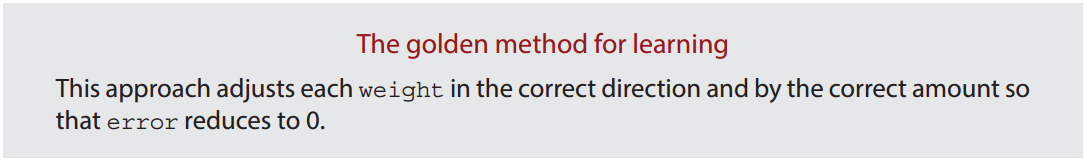 The golden method for learning
This approach adjusts each weight in the correct direction and by the correct amount so
that error reduces to 0.